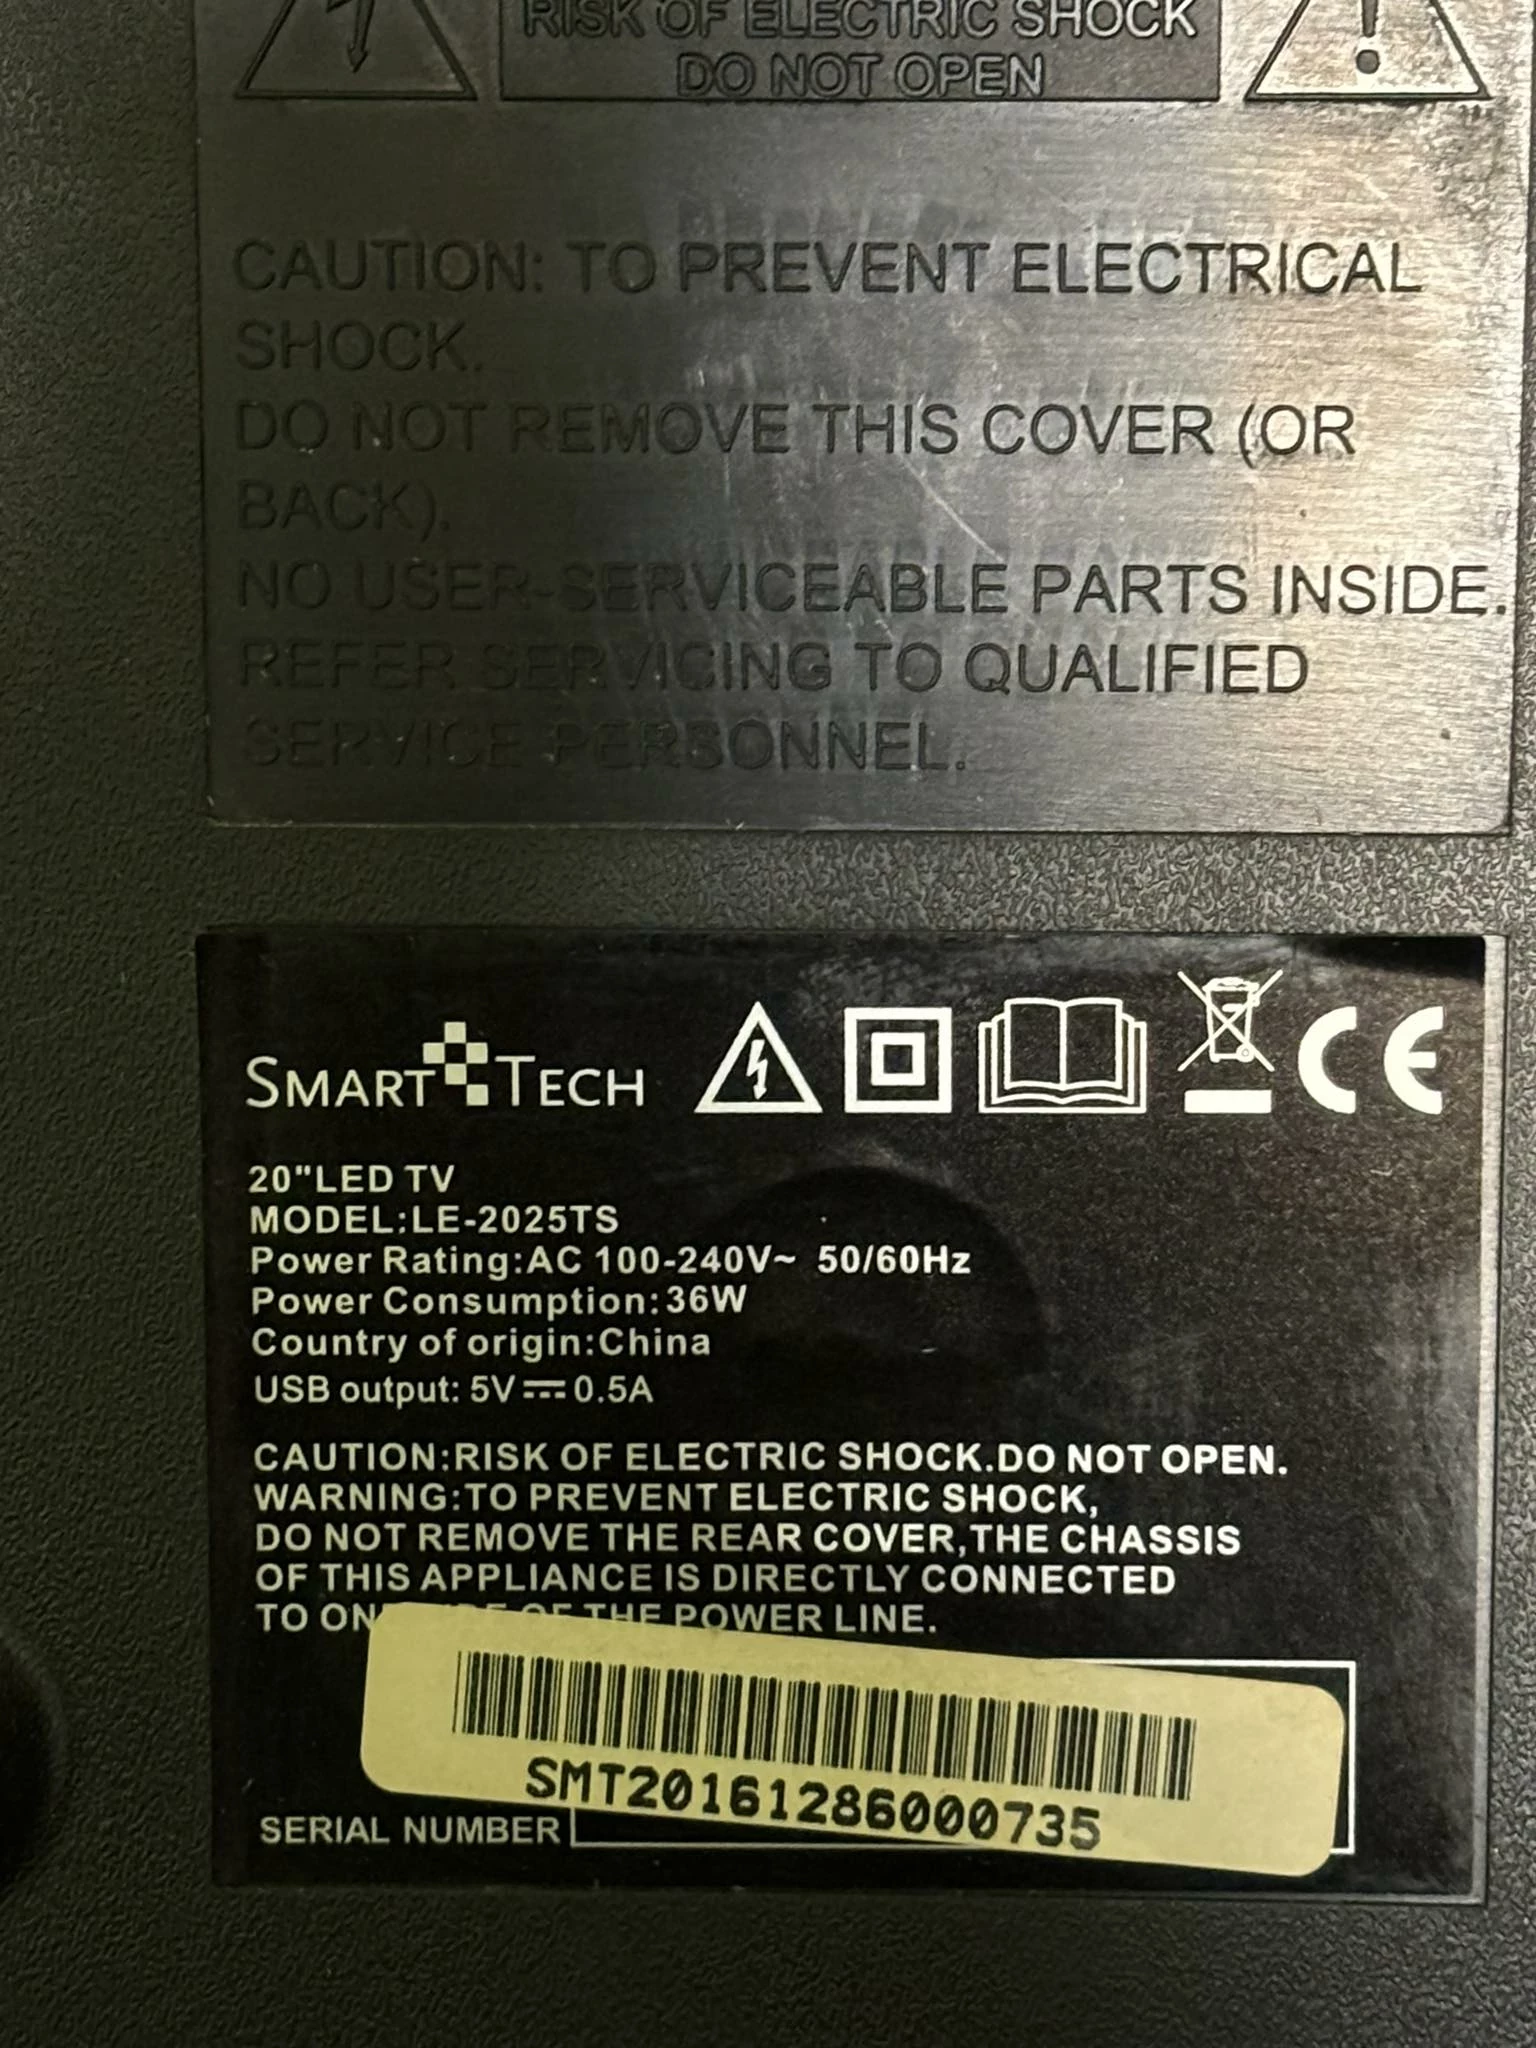 RISK OF ELECTRIC SHOCK
DO NOT OPEN
CAUTION: TO PREVENT ELECTRICAL
SHOCK.
DO NOT REMOVE THIS COVER (OR
BACK).
NO USER-SERVICEABLE PARTS INSIDE.
REFER SERVICING TO QUALIFIED
SERVICE PERSONNEL.
SMART TECH
CE
20"LED TV
MODEL:LE-2025TS
Power Rating:AC 100-240V~ 50/60Hz
Power Consumption:36W
Country of origin:China
USB output: 5V⎓0.5A
CAUTION:RISK OF ELECTRIC SHOCK.DO NOT OPEN.
WARNING:TO PREVENT ELECTRIC SHOCK,
DO NOT REMOVE THE REAR COVER,THE CHASSIS
OF THIS APPLIANCE IS DIRECTLY CONNECTED
TO OF THE POWER LINE.
SMT20161286000735
SERIAL NUMBER